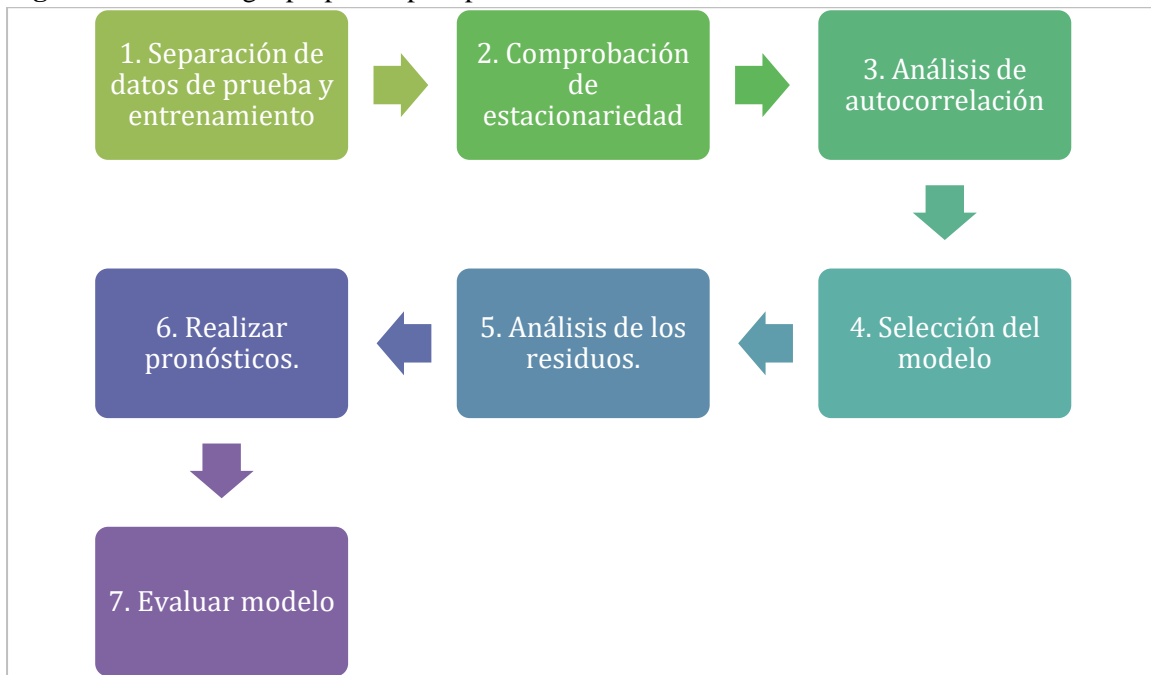 1. Separación de
datos de prueba y
entrenamiento
2. Comprobación
de
estacionariedad
3. Análisis de
autocorrelación
4. Selección del
modelo
5. Análisis de los
residuos.
6. Realizar
pronósticos.
7. Evaluar modelo